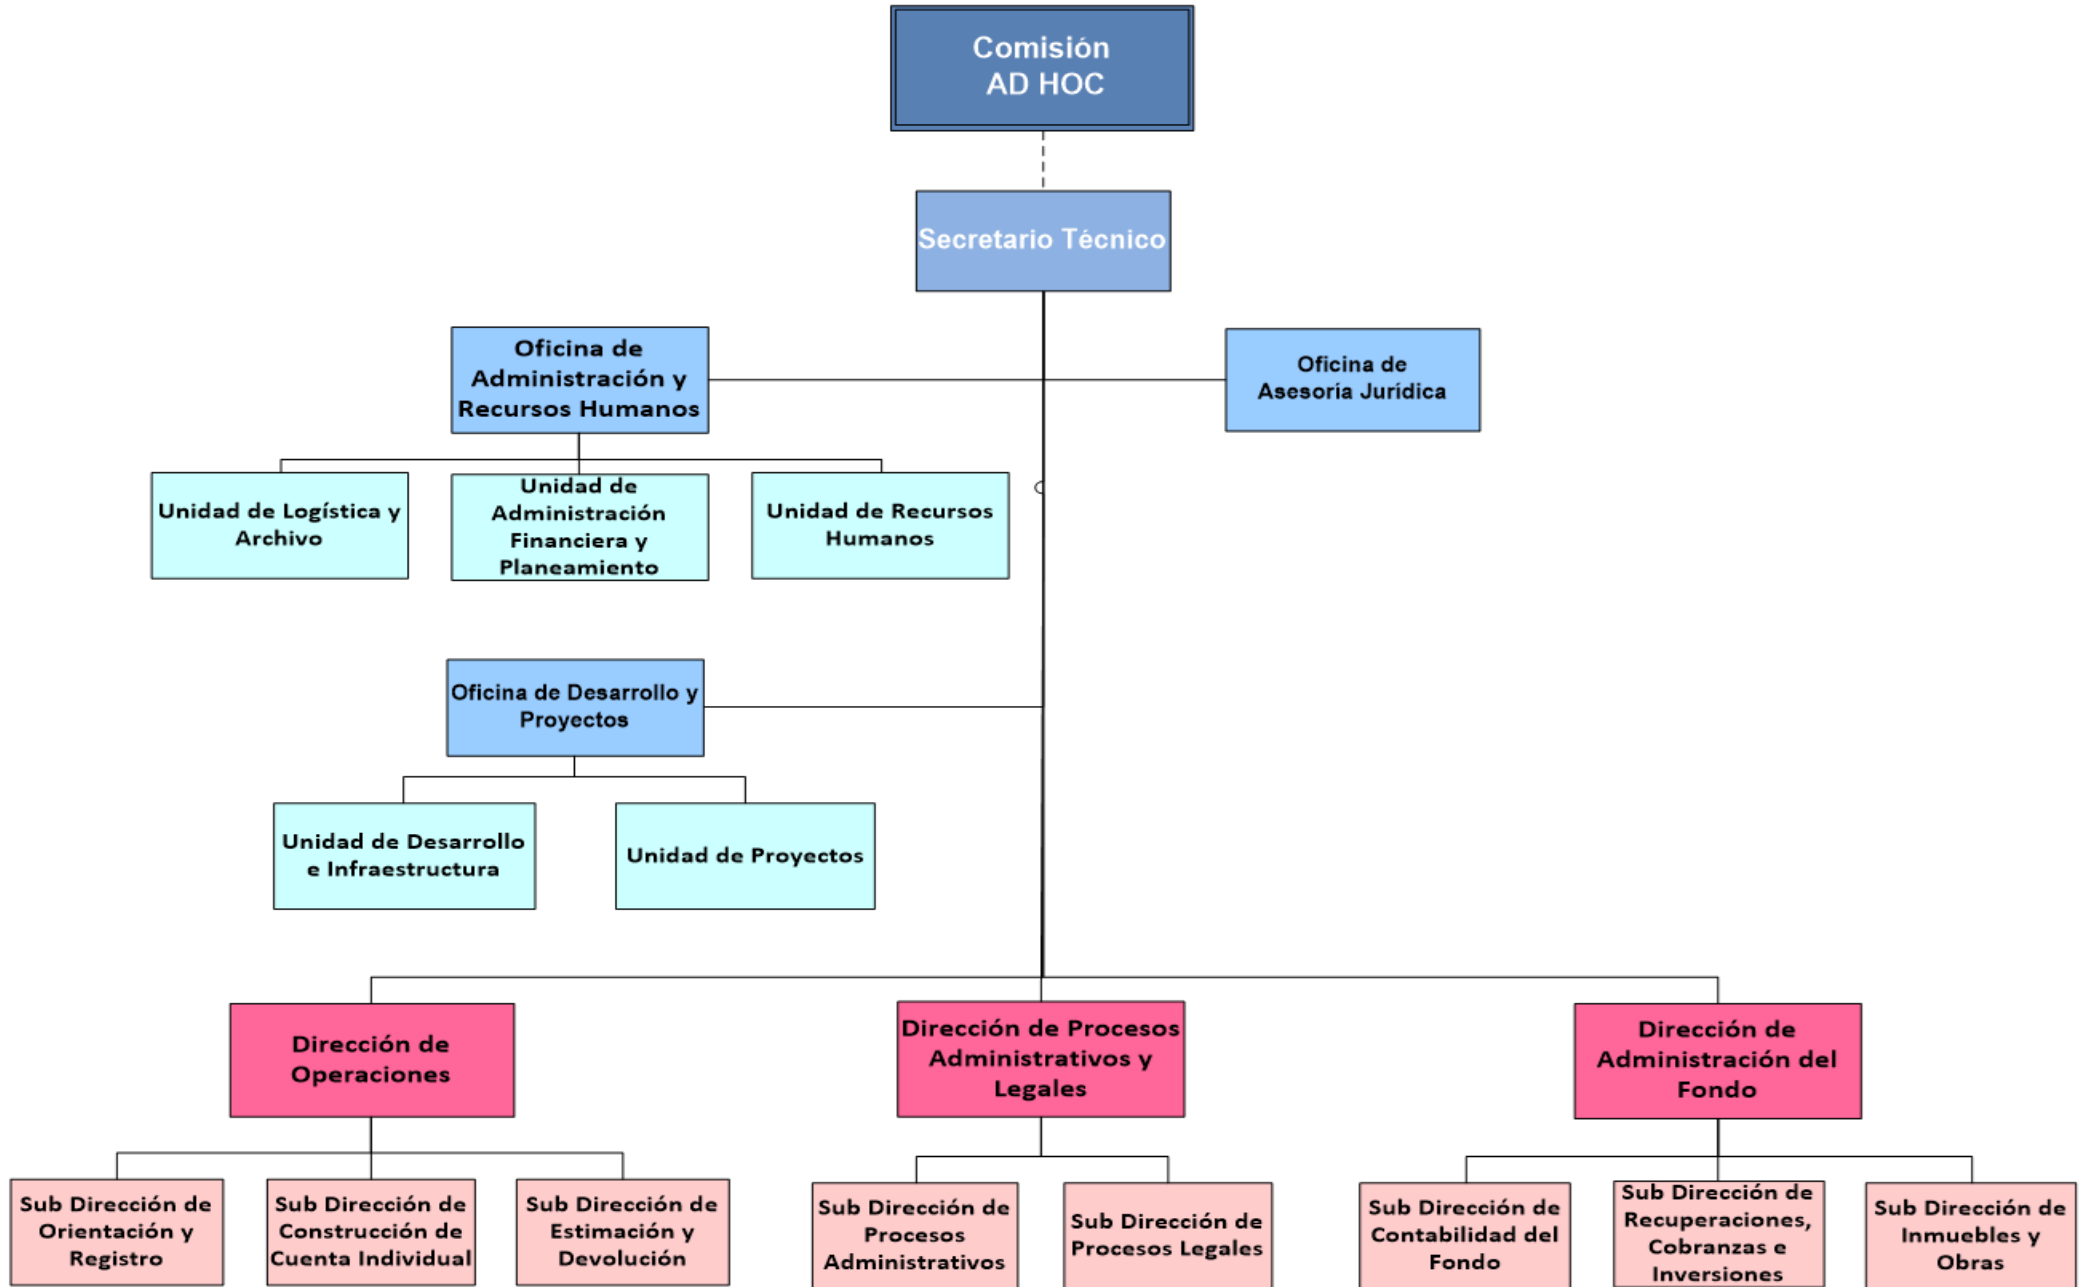 Comisión
AD HOC
Secretario Técnico
Oficina de
Administración y
Recursos Humanos
Oficina de
Asesoría Jurídica
Unidad de Logística y
Archivo
Unidad de
Administración
Financiera y
Planeamiento
Unidad de Recursos
Humanos
Oficina de Desarrollo y
Proyectos
Unidad de Desarrollo
e Infraestructura
Unidad de Proyectos
Dirección de
Operaciones
Dirección de Procesos
Administrativos y
Legales
Dirección de
Administración del
Fondo
Sub Dirección de
Orientación y
Registro
Sub Dirección de
Construcción de
Cuenta Individual
Sub Dirección de
Estimación y
Devolución
Sub Dirección de
Procesos
Administrativos
Sub Dirección de
Procesos Legales
Sub Dirección de
Contabilidad del
Fondo
Sub Dirección de
Recuperaciones,
Cobranzas e
Inversiones
Sub Dirección de
Inmuebles y
Obras